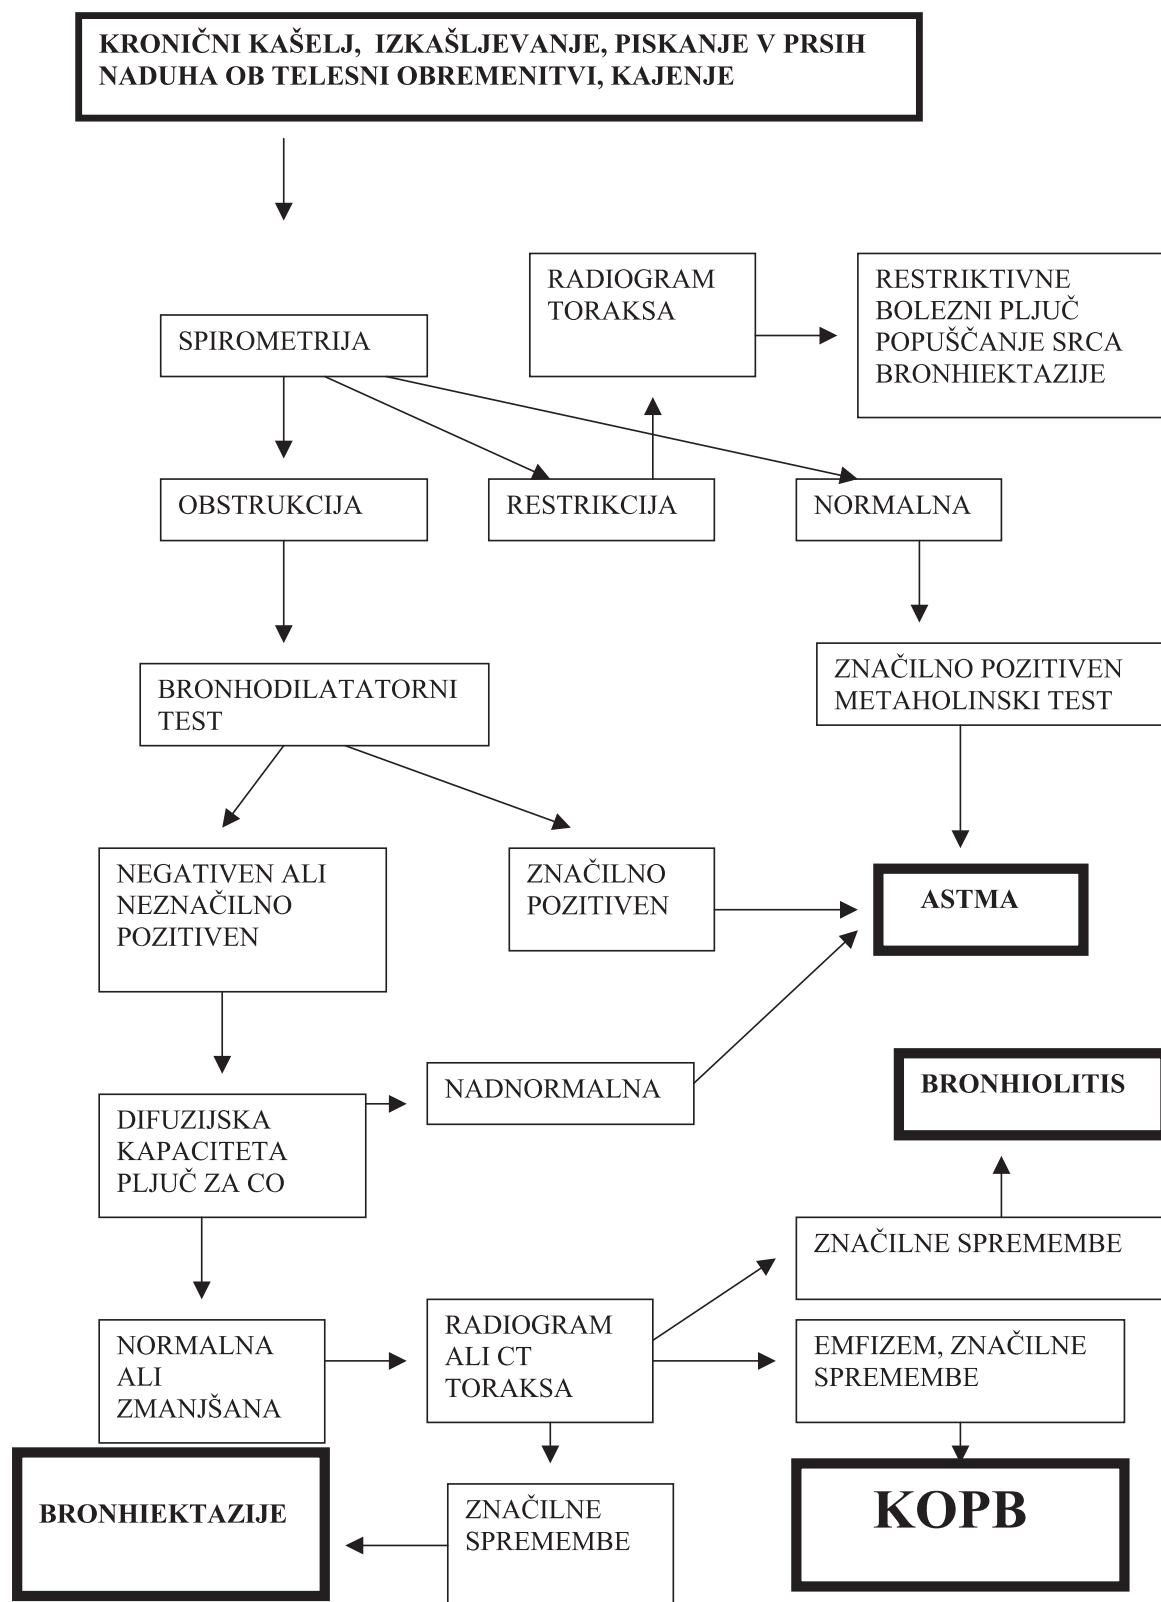 KRONIČNI KAŠELJ, IZKAŠLJEVANJE, PISKANJE V PRSIH
NADUHA OB TELESNI OBREMENITVI, KAJENJE
RADIOGRAM
TORAKSA
RESTRIKTIVNE
BOLEZNI PLJUČ
POPUŠČANJE SRCA
BRONHIEKTAZIJE
SPIROMETRIJA
OBSTRUKCIJA
RESTRIKCIJA
NORMALNA
ZNAČILNO POZITIVEN
METAHOLINSKI TEST
BRONHODILATATORNI
TEST
NEGATIVEN ALI
NEZNAČILNO
POZITIVEN
ZNAČILNO
POZITIVEN
ASTMA
NADNORMALNA
BRONHIOLITIS
DIFUZIJSKA
KAPACITETA
PLJUČ ZA CO
ZNAČILNE SPREMEMBE
NORMALNA
ALI
ZMANJŠANA
RADIOGRAM
ALI CT
TORAKSA
EMFIZEM, ZNAČILNE
SPREMEMBE
BRONHIEKTAZIJE
ZNAČILNE
SPREMEMBE
KOPB